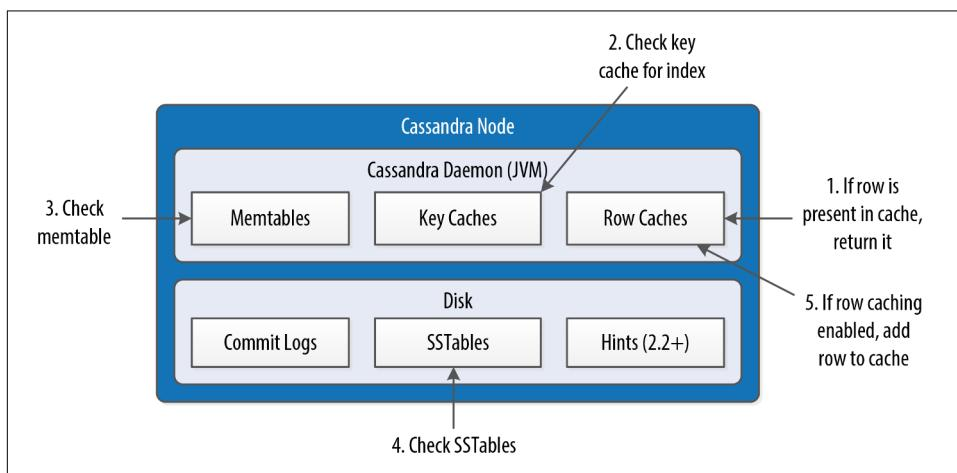 2. Check key
cache for index
Cassandra Node
Cassandra Daemon (JVM)
3. Check
memtable
Memtables
Key Caches
Row Caches
1. If row is
present in cache,
return it
Disk
Commit Logs
SSTables
Hints (2.2+)
5. If row caching
enabled, add
row to cache
4. Check SSTables